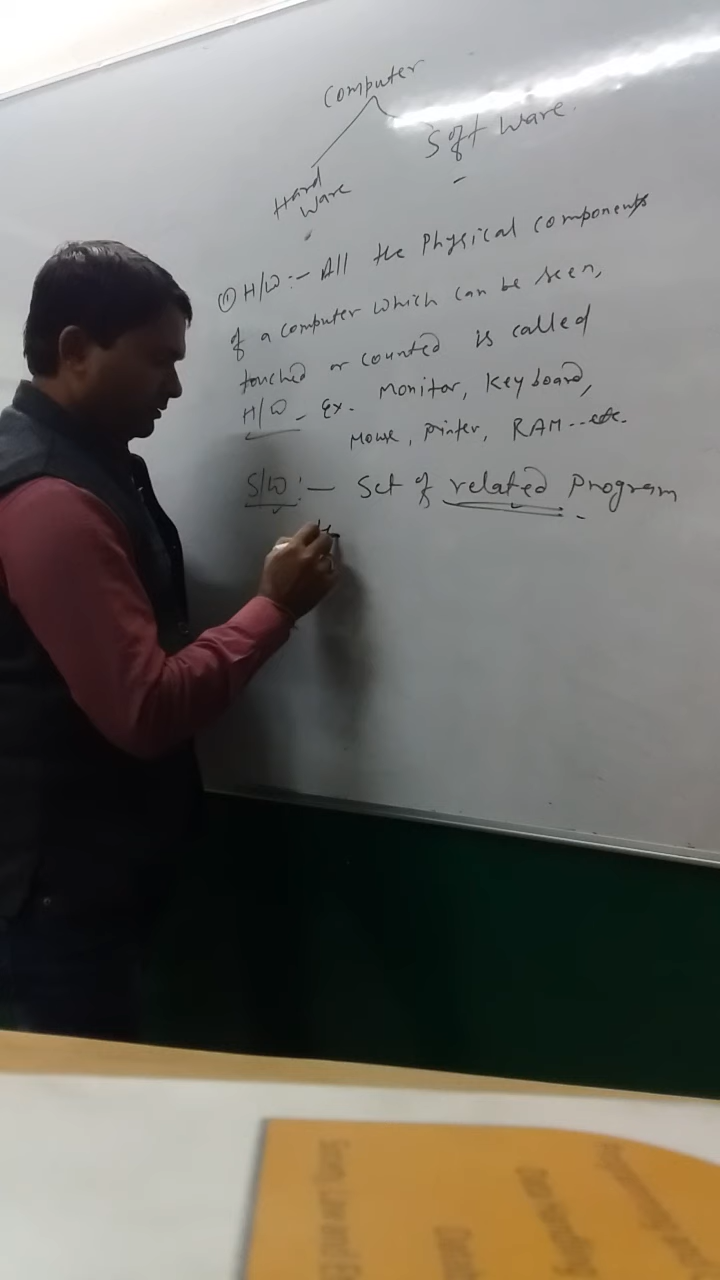 Computer
Soft Ware.
Hard
Ware
① H/W :- All the Physical components
of a computer which can be seen,
touched or counted is called
H/W - Ex. Monitor, Keyboard,
Mouse, printer, RAM -- etc.
S/W :- Set of related program